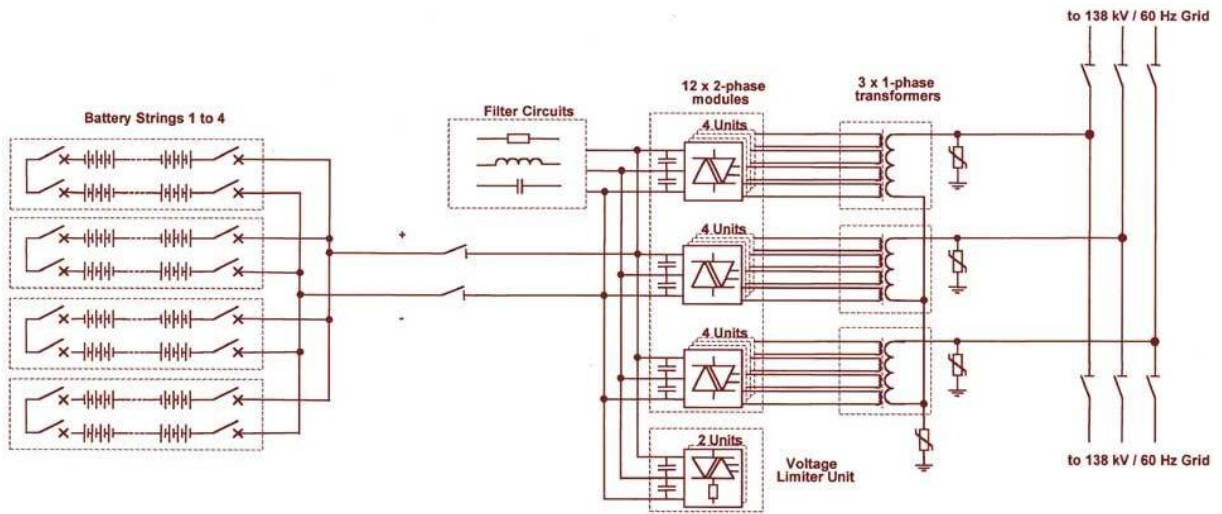 to 138 kV / 60 Hz Grid
12 x 2-phase
modules
3 x 1-phase
transformers
Battery Strings 1 to 4
Filter Circuits
4 Units
+
4 Units
-
4 Units
2 Units
Voltage
Limiter Unit
to 138 kV / 60 Hz Grid